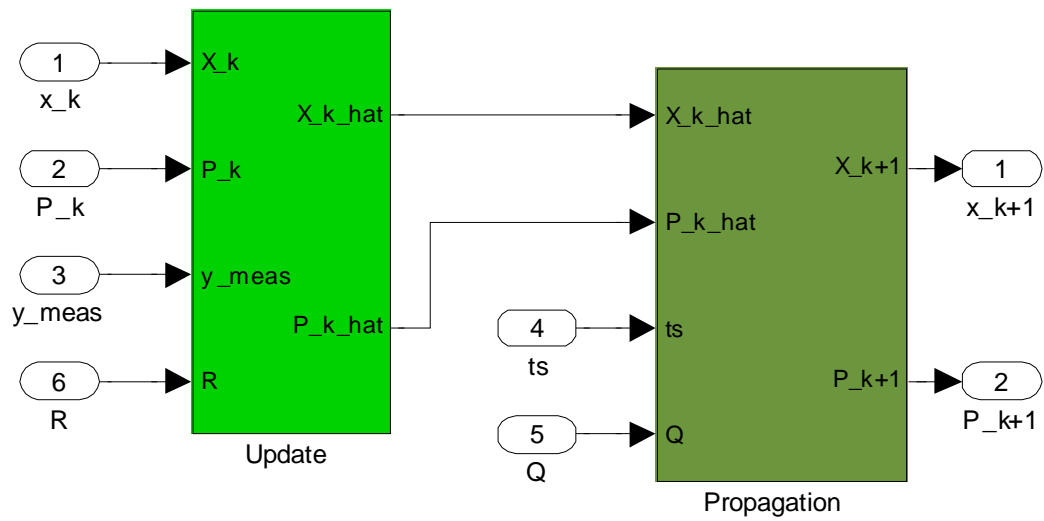 1
x_k
2
P_k
3
y_meas
6
R
X_k
P_k
y_meas
R
X_k_hat
P_k_hat
Update
4
ts
5
Q
X_k_hat
P_k_hat
ts
Q
X_k+1
P_k+1
Propagation
1
x_k+1
2
P_k+1